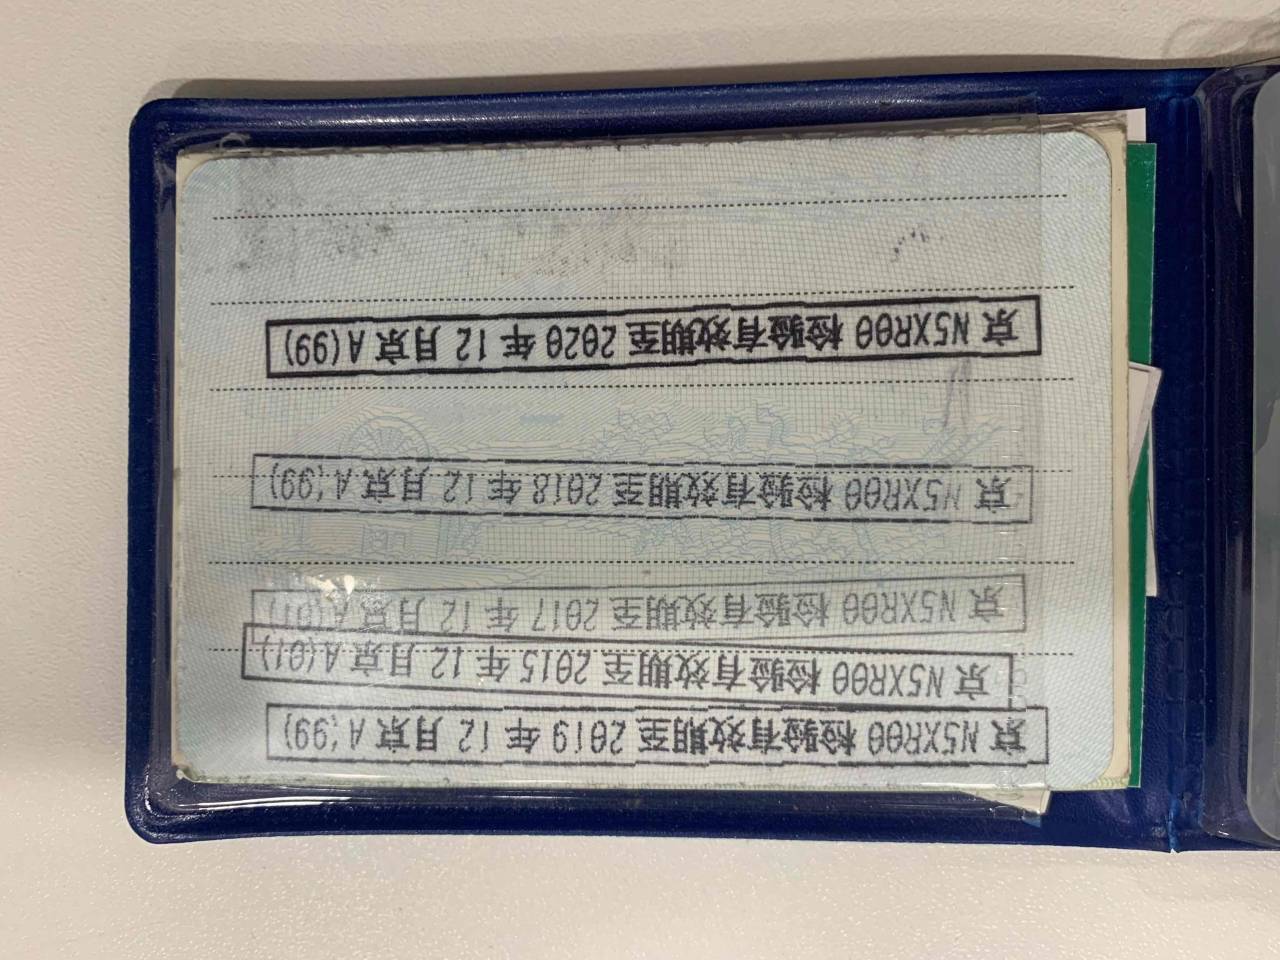 京 N5XR00 检验有效期至 2019 年 12 月京 A(99)
京 N5XR00 检验有效期至 2015 年 12 月京 A(01)
京 N5XR00 检验有效期至 2017 年 12 月京 A(01)
京 N5XR00 检验有效期至 2018 年 12 月京 A(99)
京 N5XR00 检验有效期至 2020 年 12 月京 A(99)